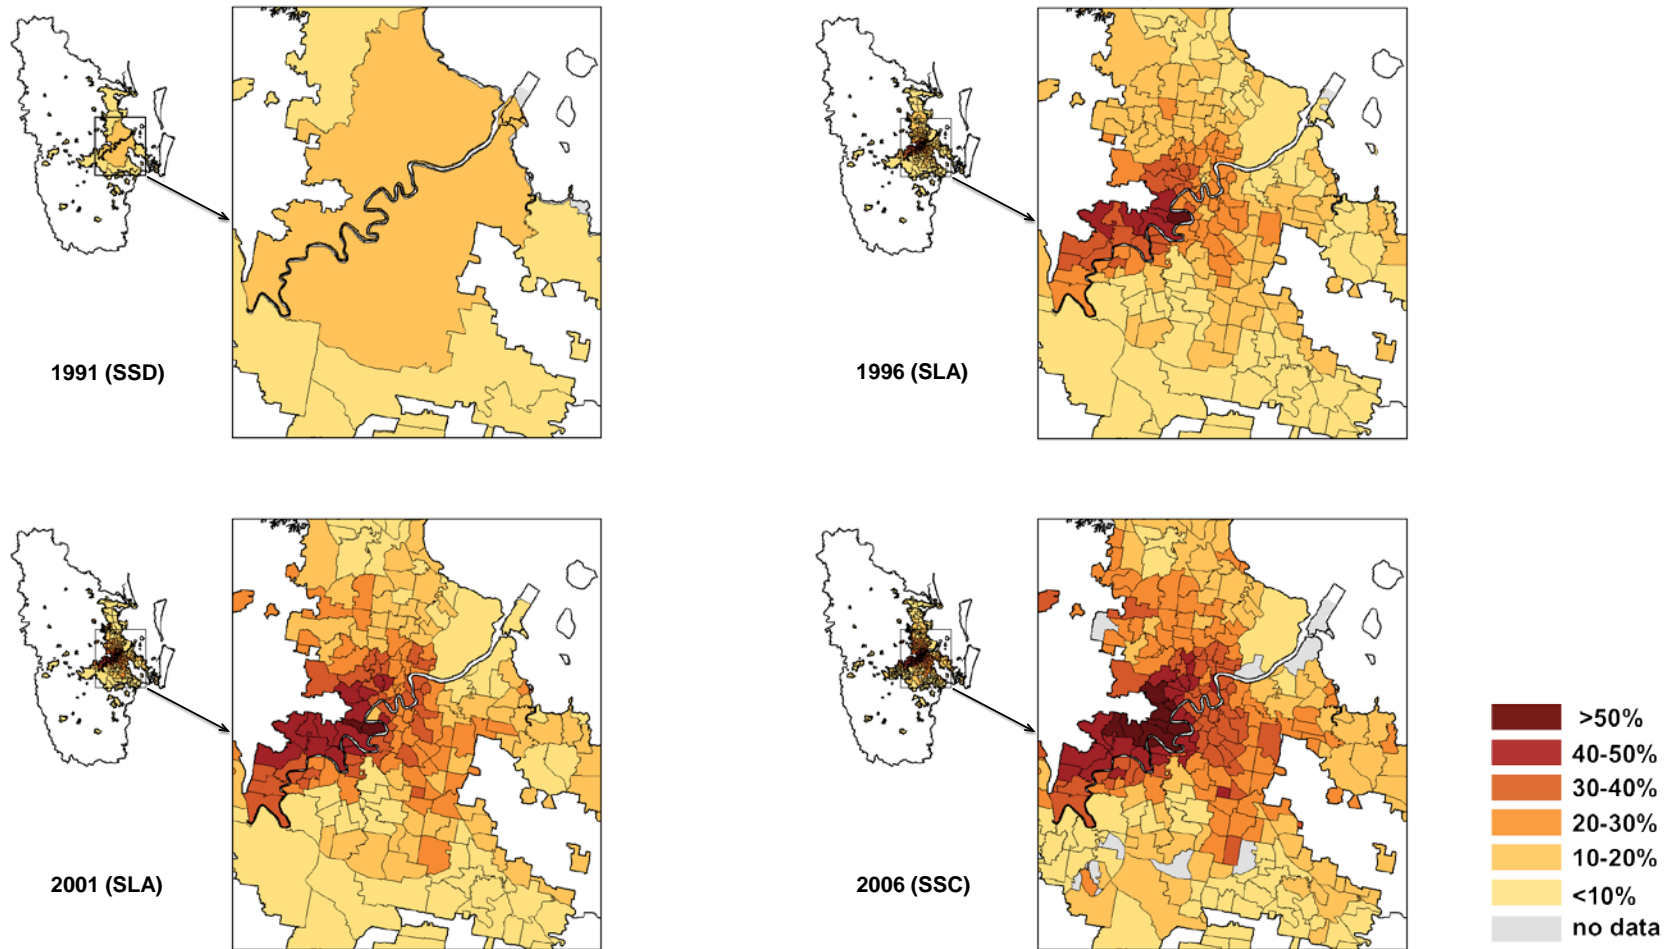 1991 (SSD)
1996 (SLA)
2001 (SLA)
2006 (SSC)
>50%
40-50%
30-40%
20-30%
10-20%
<10%
no data